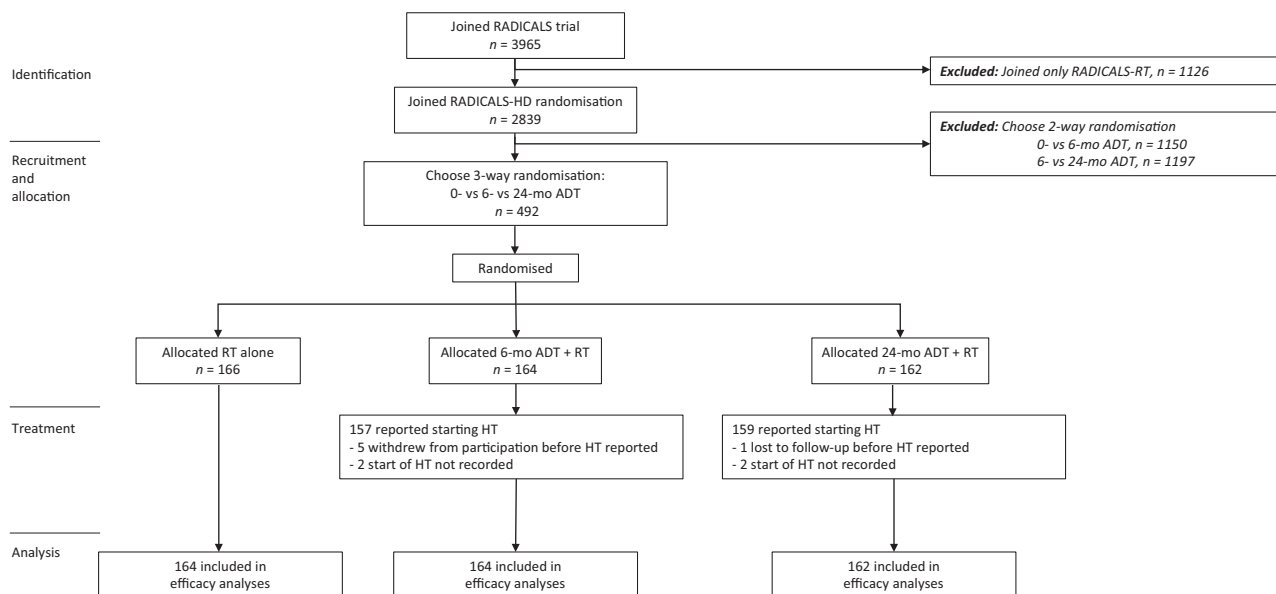 Joined RADICALS trial
n = 3965
Identification
Excluded: Joined only RADICALS-RT, n = 1126
Joined RADICALS-HD randomisation
n = 2839
Excluded: Choose 2-way randomisation
0- vs 6-mo ADT, n = 1150
6- vs 24-mo ADT, n = 1197
Recruitment
and
allocation
Choose 3-way randomisation:
0- vs 6- vs 24-mo ADT
n = 492
Randomised
Allocated RT alone
n = 166
Allocated 6-mo ADT + RT
n = 164
Allocated 24-mo ADT + RT
n = 162
Treatment
157 reported starting HT
- 5 withdrew from participation before HT reported
- 2 start of HT not recorded
159 reported starting HT
- 1 lost to follow-up before HT reported
- 2 start of HT not recorded
Analysis
164 included in
efficacy analyses
164 included in
efficacy analyses
162 included in
efficacy analyses